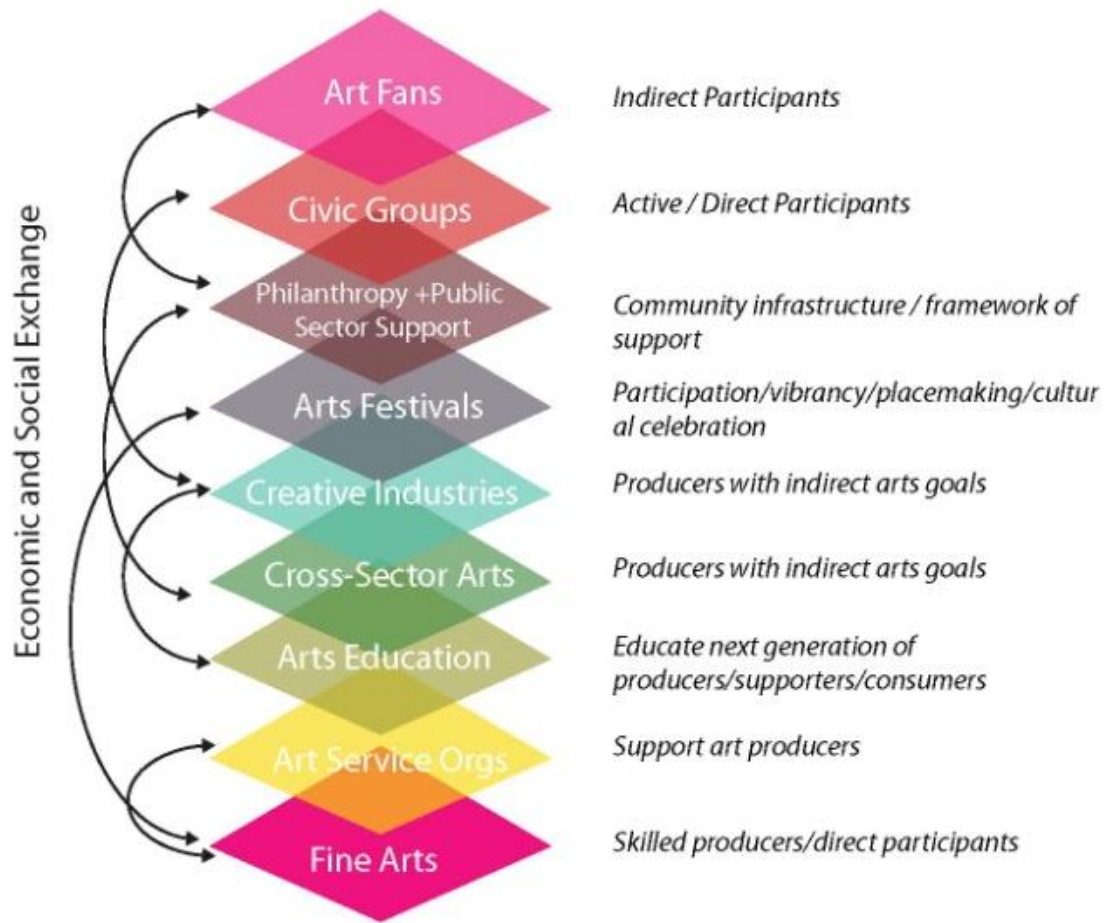 Economic and Social Exchange
Art Fans
Indirect Participants
Civic Groups
Active / Direct Participants
Philanthropy +Public
Sector Support
Community infrastructure / framework of
support
Arts Festivals
Participation/vibrancy/placemaking/cultur
al celebration
Creative Industries
Producers with indirect arts goals
Cross-Sector Arts
Producers with indirect arts goals
Arts Education
Educate next generation of
producers/supporters/consumers
Art Service Orgs
Support art producers
Fine Arts
Skilled producers/direct participants